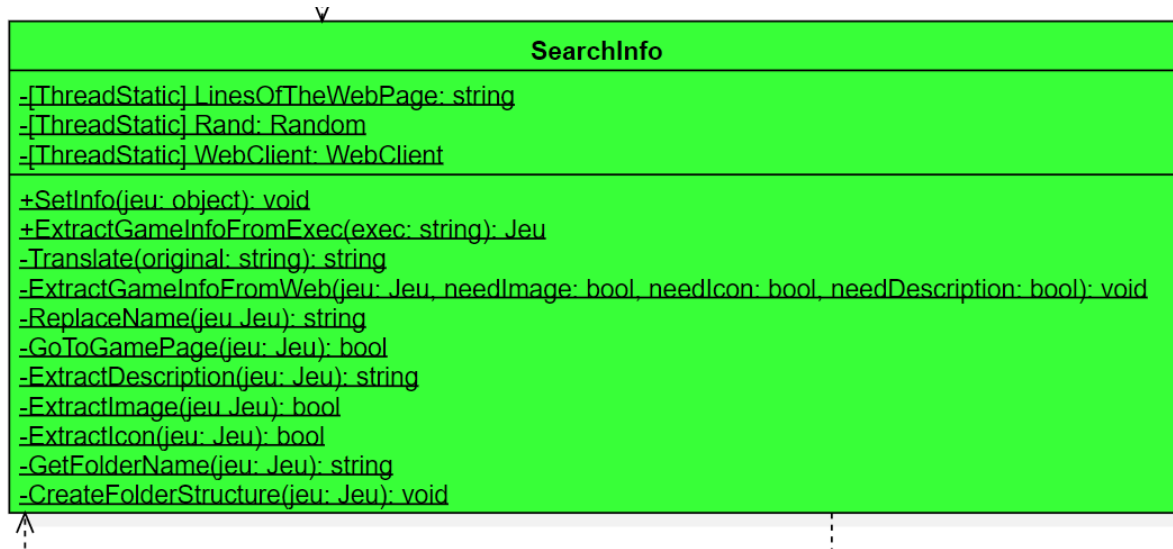 SearchInfo
-[ThreadStatic] LinesOfTheWebPage: string
-[ThreadStatic] Rand: Random
-[ThreadStatic] WebClient: WebClient
+SetInfo(jeu: object): void
+ExtractGameInfoFromExec(exec: string): Jeu
-Translate(original: string): string
-ExtractGameInfoFromWeb(jeu: Jeu, needImage: bool, needIcon: bool, needDescription: bool): void
-ReplaceName(jeu Jeu): string
-GoToGamePage(jeu: Jeu): bool
-ExtractDescription(jeu: Jeu): string
-ExtractImage(jeu Jeu): bool
-ExtractIcon(jeu: Jeu): bool
-GetFolderName(jeu: Jeu): string
-CreateFolderStructure(jeu: Jeu): void